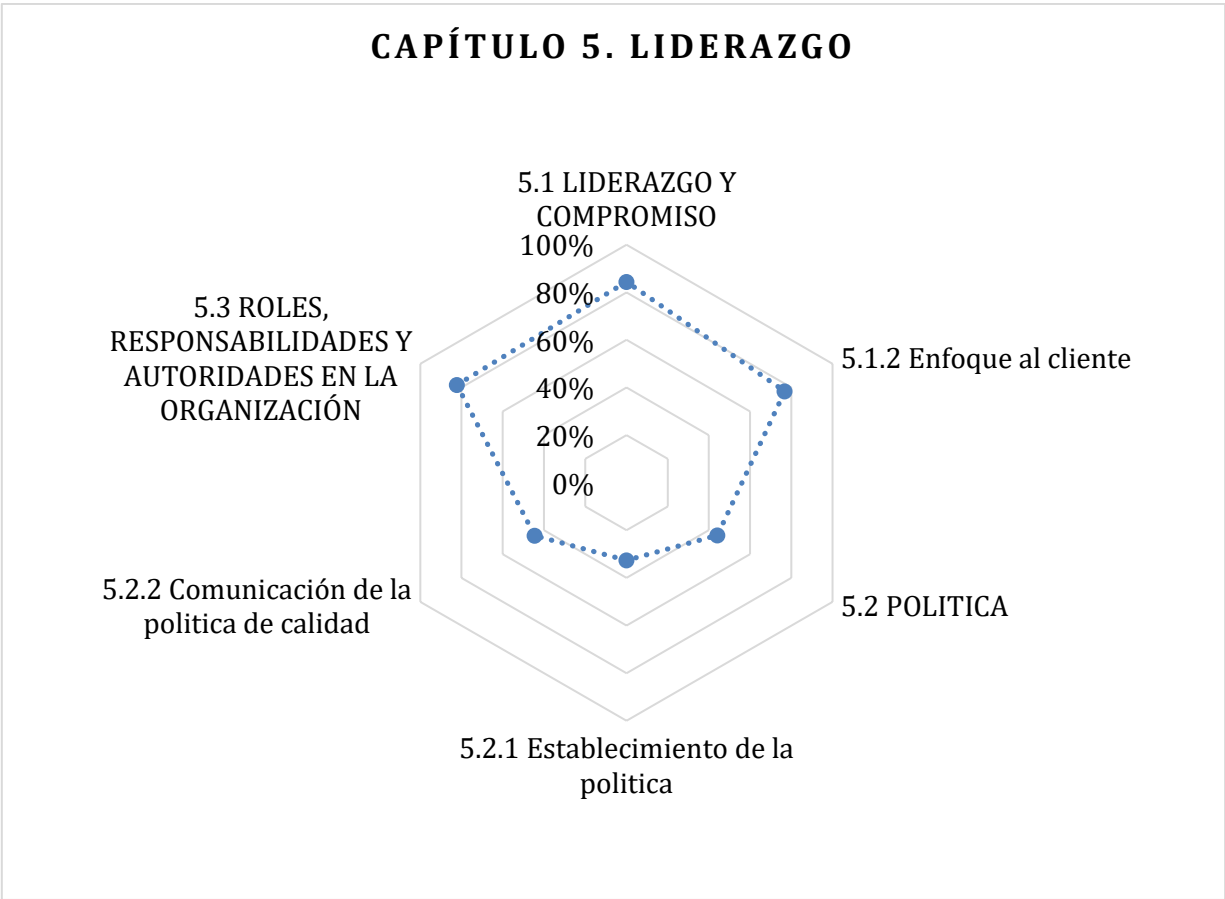 CAPÍTULO 5. LIDERAZGO
5.1 LIDERAZGO Y
COMPROMISO
100%
80%
60%
40%
20%
0%
5.1.2 Enfoque al cliente
5.2 POLITICA
5.2.1 Establecimiento de la
politica
5.2.2 Comunicación de la
politica de calidad
5.3 ROLES,
RESPONSABILIDADES Y
AUTORIDADES EN LA
ORGANIZACIÓN